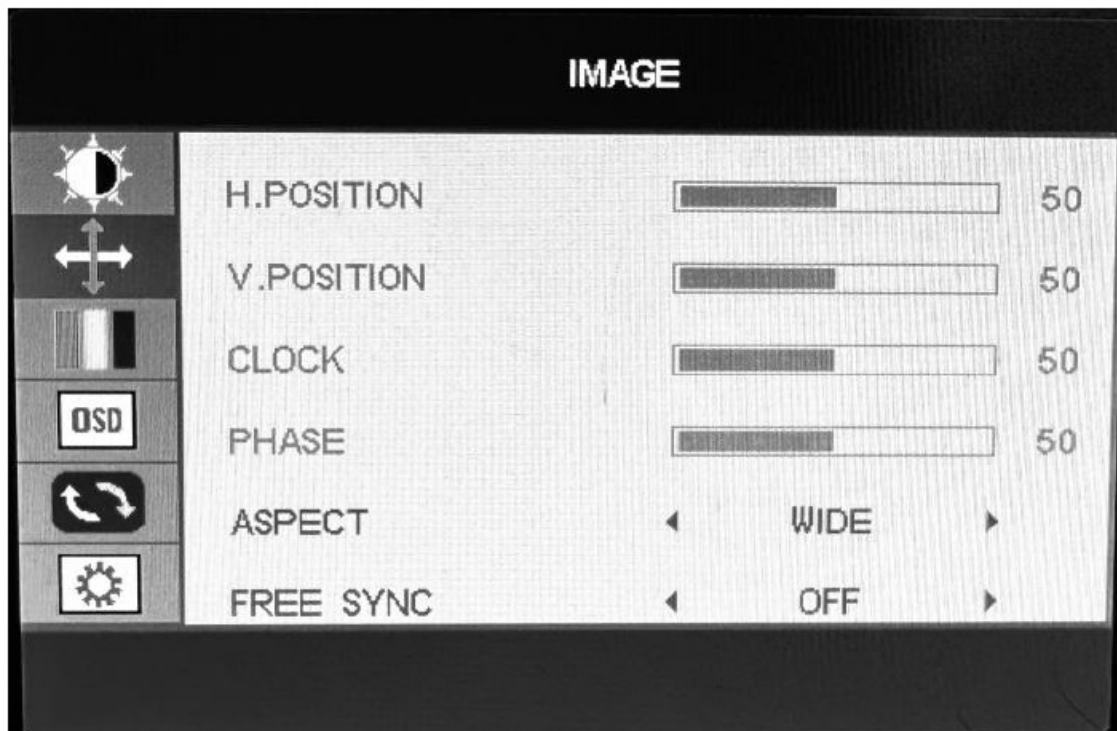 IMAGE
H.POSITION 50
V.POSITION 50
CLOCK 50
PHASE 50
OSD
ASPECT WIDE
FREE SYNC OFF